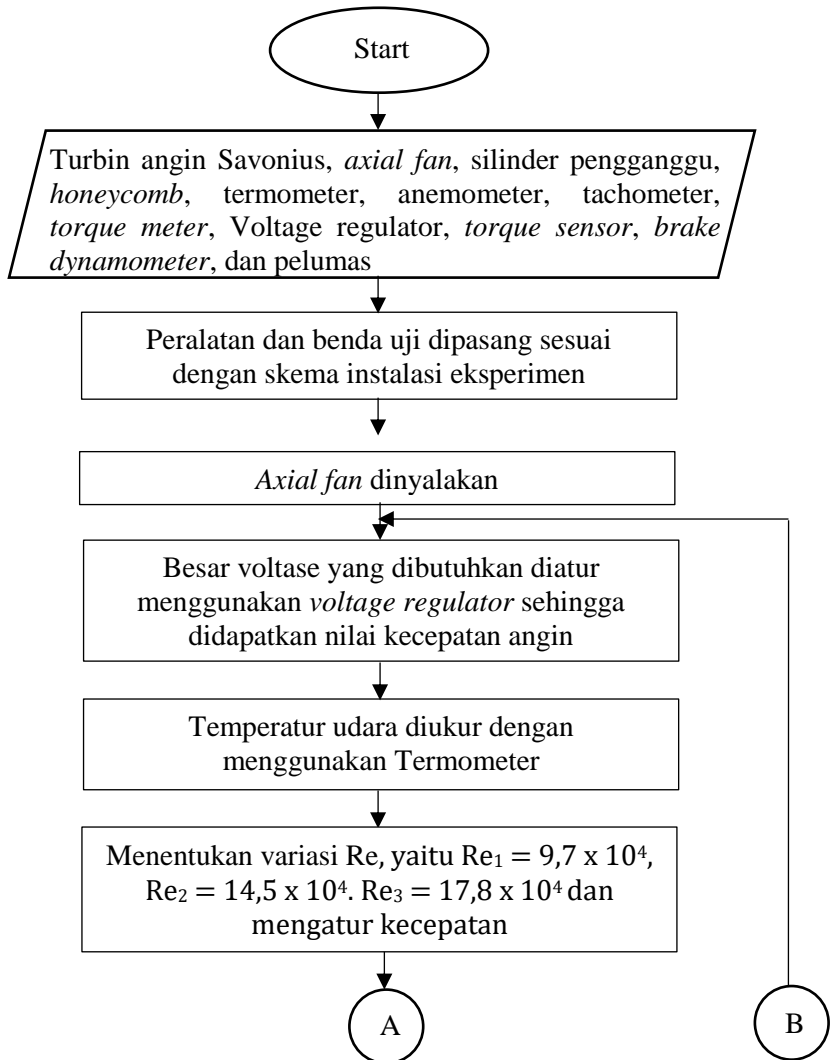 Start
Turbin angin Savonius, axial fan, silinder pengganggu,
honeycomb, termometer, anemometer, tachometer,
torque meter, Voltage regulator, torque sensor, brake
dynamometer, dan pelumas
Peralatan dan benda uji dipasang sesuai
dengan skema instalasi eksperimen
Axial fan dinyalakan
Besar voltase yang dibutuhkan diatur
menggunakan voltage regulator sehingga
didapatkan nilai kecepatan angin
Temperatur udara diukur dengan
menggunakan Termometer
Menentukan variasi Re, yaitu Re₁ = 9,7 x 10⁴,
Re₂ = 14,5 x 10⁴. Re₃ = 17,8 x 10⁴ dan
mengatur kecepatan
A
B